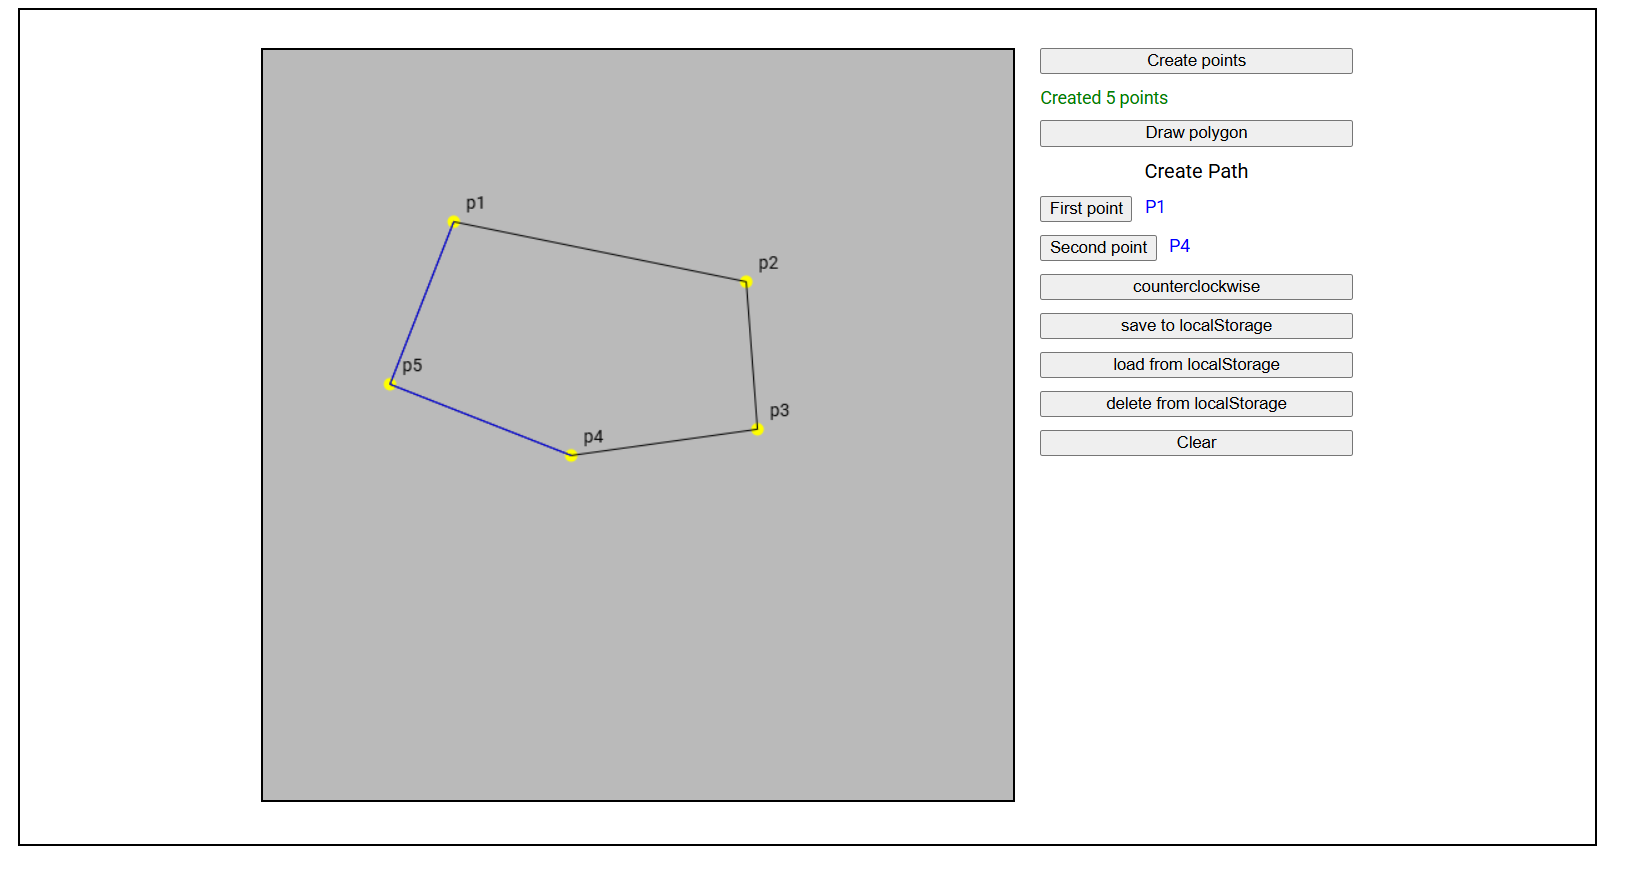 p1
p2
p5
p3
p4
Create points
Created 5 points
Draw polygon
Create Path
First point P1
Second point P4
counterclockwise
save to localStorage
load from localStorage
delete from localStorage
Clear